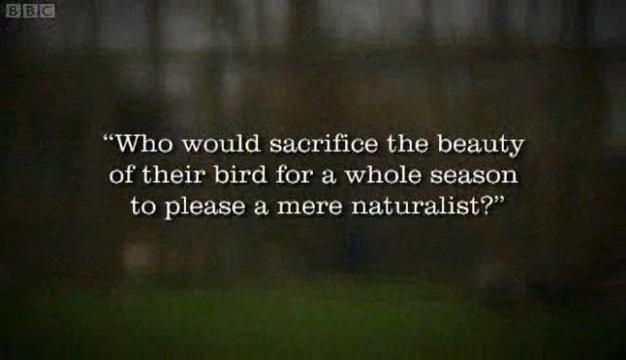 BBC
“Who would sacrifice the beauty
of their bird for a whole season
to please a mere naturalist?”